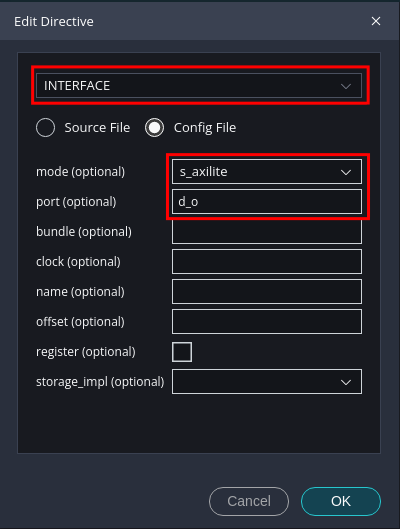 Edit Directive
INTERFACE
Source File Config File
mode (optional) s_axilite
port (optional) d_o
bundle (optional)
clock (optional)
name (optional)
offset (optional)
register (optional)
storage_impl (optional)
Cancel OK